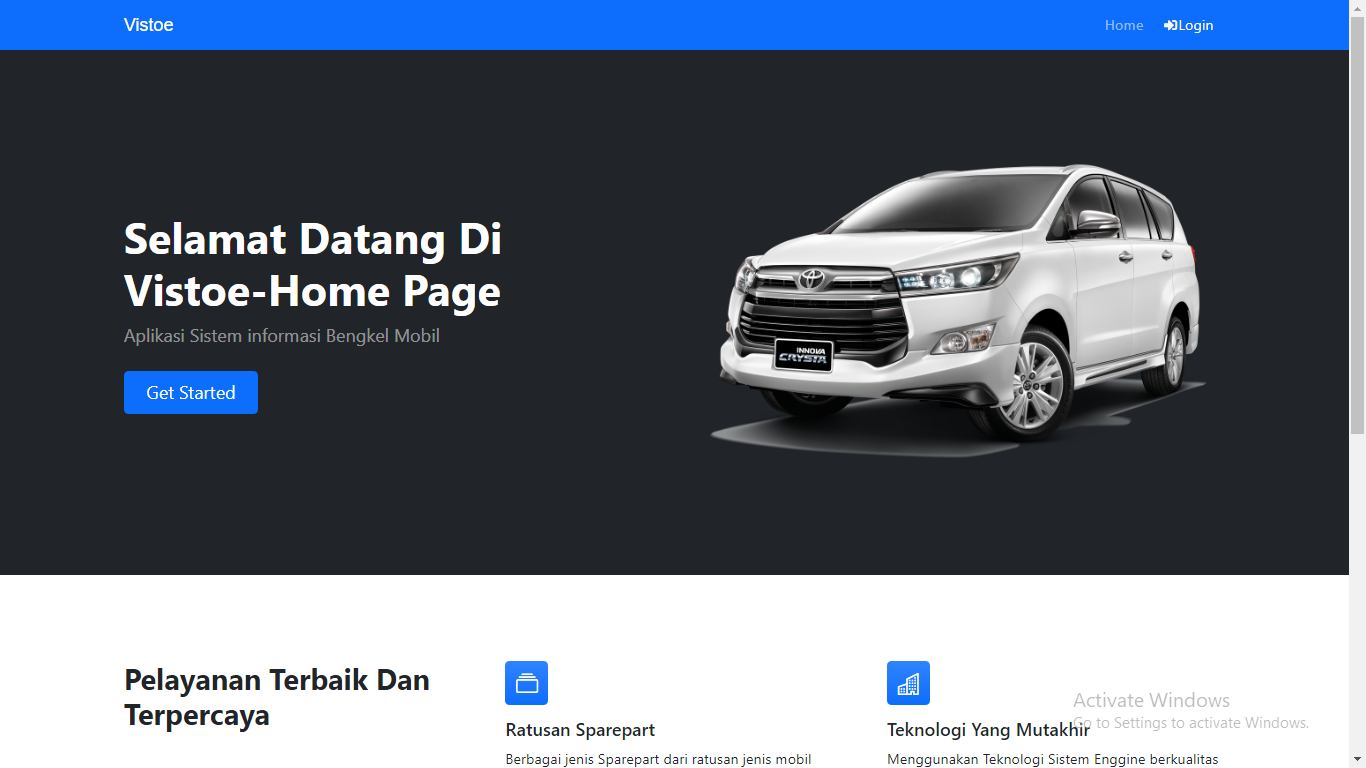 Vistoe
Home
Login
Selamat Datang Di
Vistoe-Home Page
Aplikasi Sistem informasi Bengkel Mobil
Get Started
INNOVA
CRYSTA
Pelayanan Terbaik Dan
Terpercaya
Ratusan Sparepart
Berbagai jenis Sparepart dari ratusan jenis mobil
Teknologi Yang Mutakhir
Menggunakan Teknologi Sistem Enggine berkualitas
Activate Windows
Go to Settings to activate Windows.